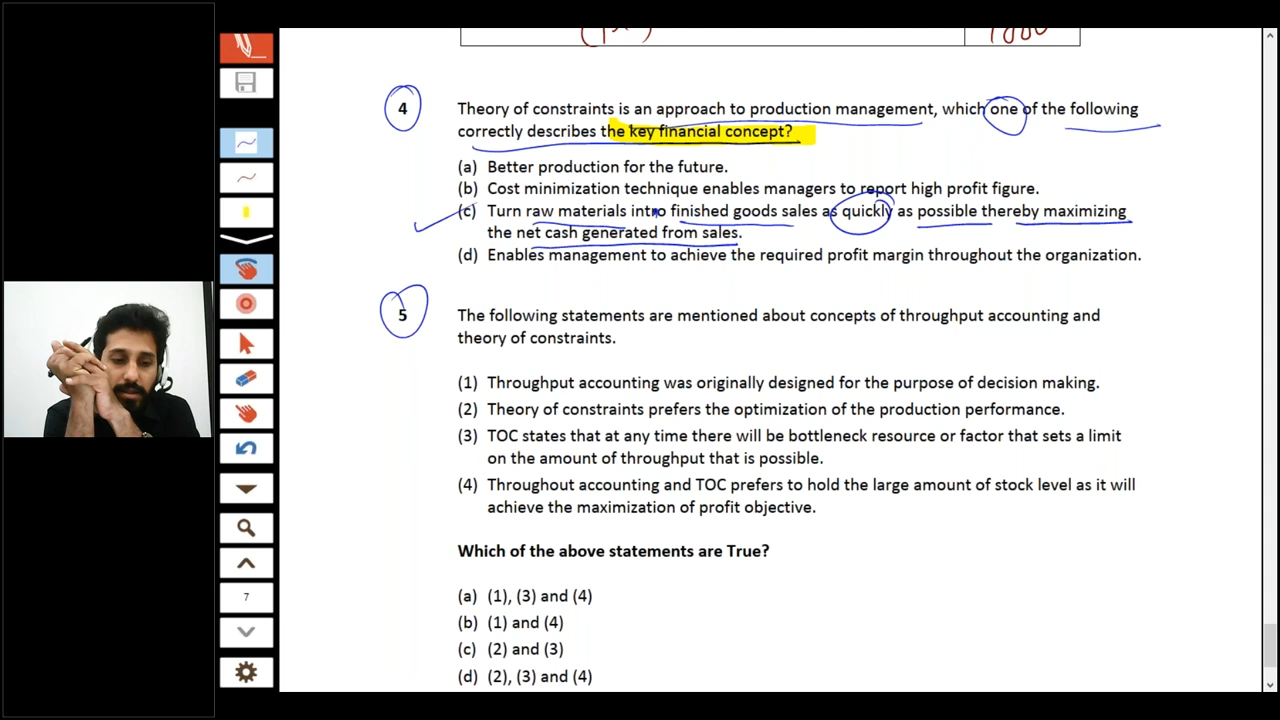 4 Theory of constraints is an approach to production management, which one of the following
correctly describes the key financial concept?
(a) Better production for the future.
(b) Cost minimization technique enables managers to report high profit figure.
(c) Turn raw materials into finished goods sales as quickly as possible thereby maximizing
the net cash generated from sales.
(d) Enables management to achieve the required profit margin throughout the organization.
5 The following statements are mentioned about concepts of throughput accounting and
theory of constraints.
(1) Throughput accounting was originally designed for the purpose of decision making.
(2) Theory of constraints prefers the optimization of the production performance.
(3) TOC states that at any time there will be bottleneck resource or factor that sets a limit
on the amount of throughput that is possible.
(4) Throughout accounting and TOC prefers to hold the large amount of stock level as it will
achieve the maximization of profit objective.
Which of the above statements are True?
(a) (1), (3) and (4)
(b) (1) and (4)
(c) (2) and (3)
(d) (2), (3) and (4)
7